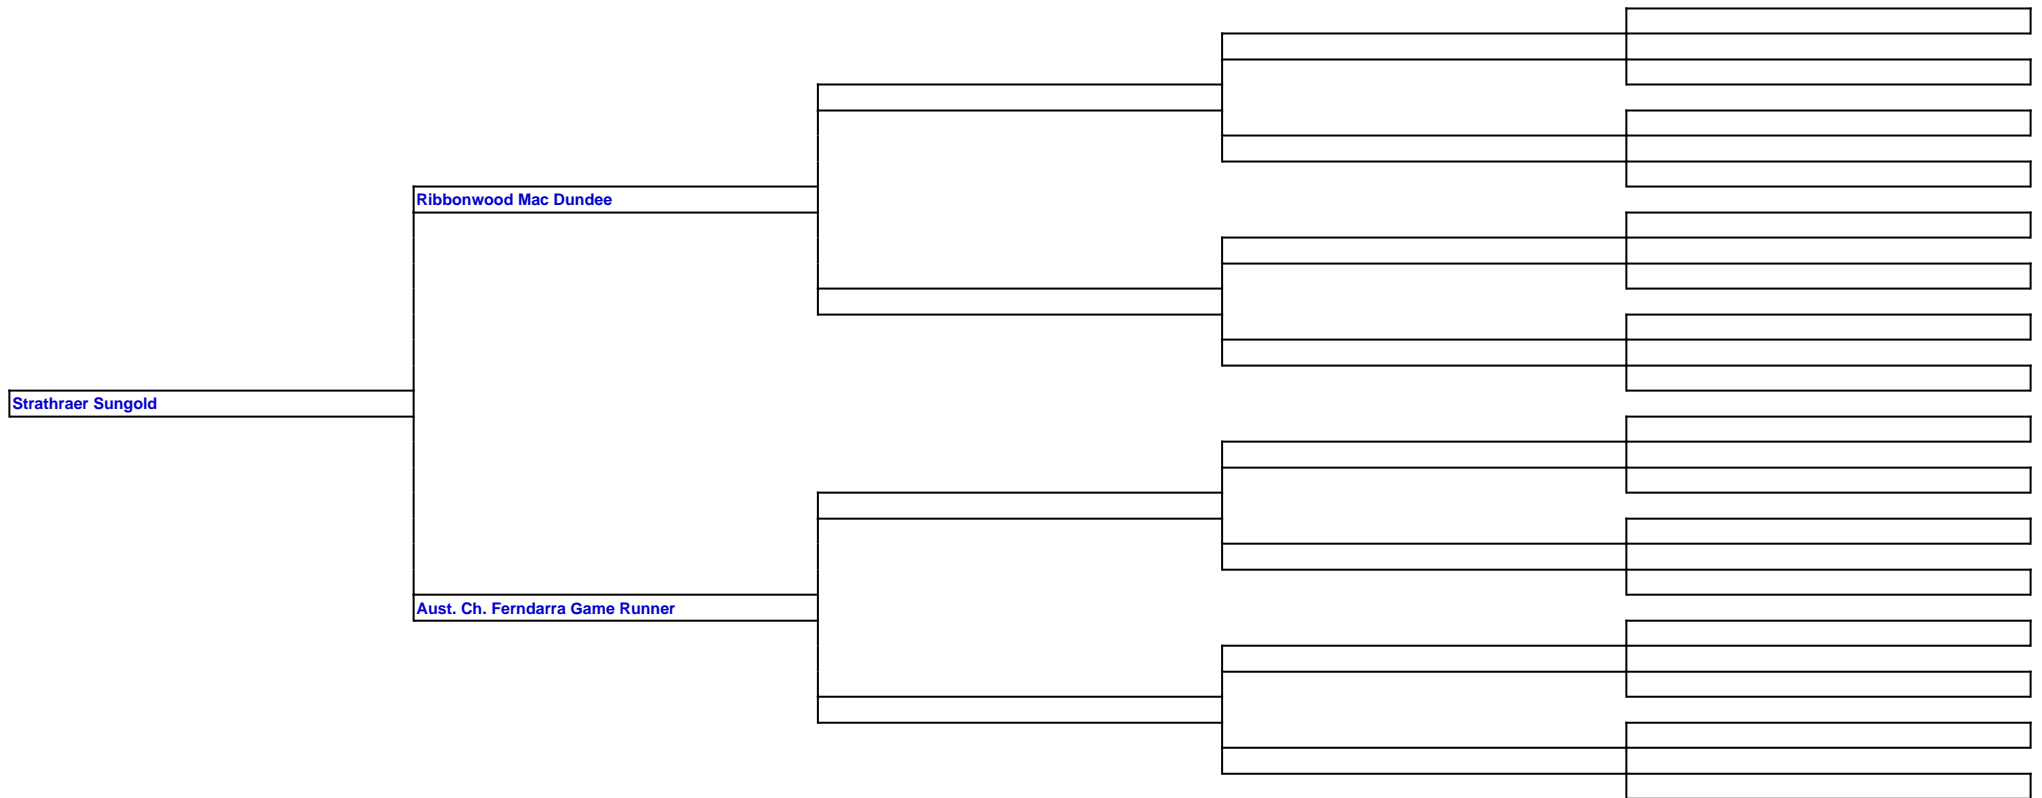 Ribbonwood Mac Dundee
Strathraer Sungold
Aust. Ch. Ferndarra Game Runner